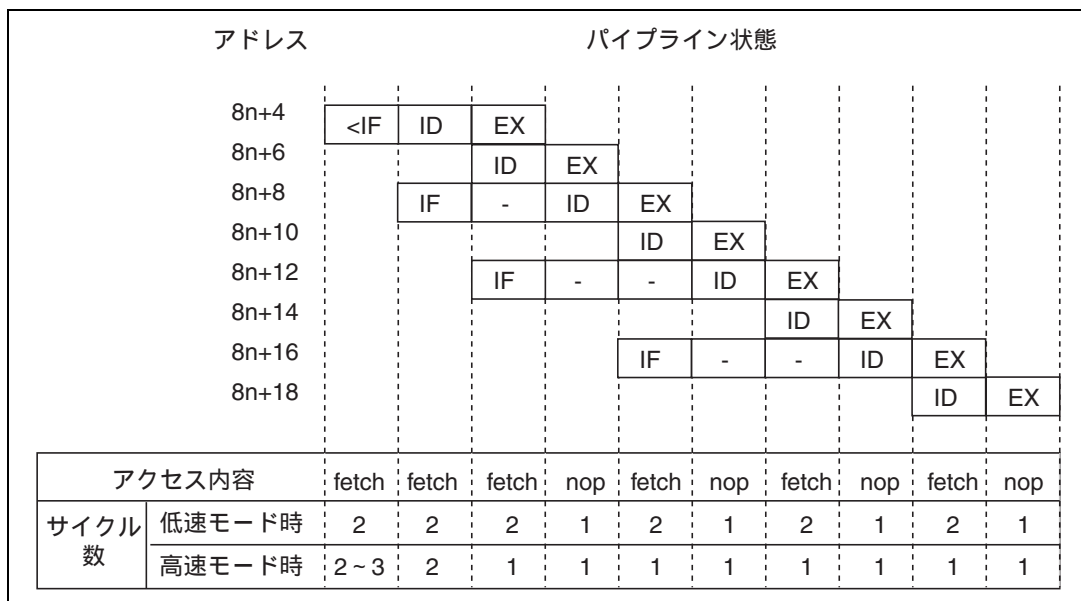 アドレス パイプライン状態
8n+4 <IF ID EX
8n+6 ID EX
8n+8 IF - ID EX
8n+10 ID EX
8n+12 IF - - ID EX
8n+14 ID EX
8n+16 IF - - ID EX
8n+18 ID EX
アクセス内容 fetch fetch fetch nop fetch nop fetch nop fetch nop
サイクル数 低速モード時 2 2 2 1 2 1 2 1 2 1
高速モード時 2~3 2 1 1 1 1 1 1 1 1